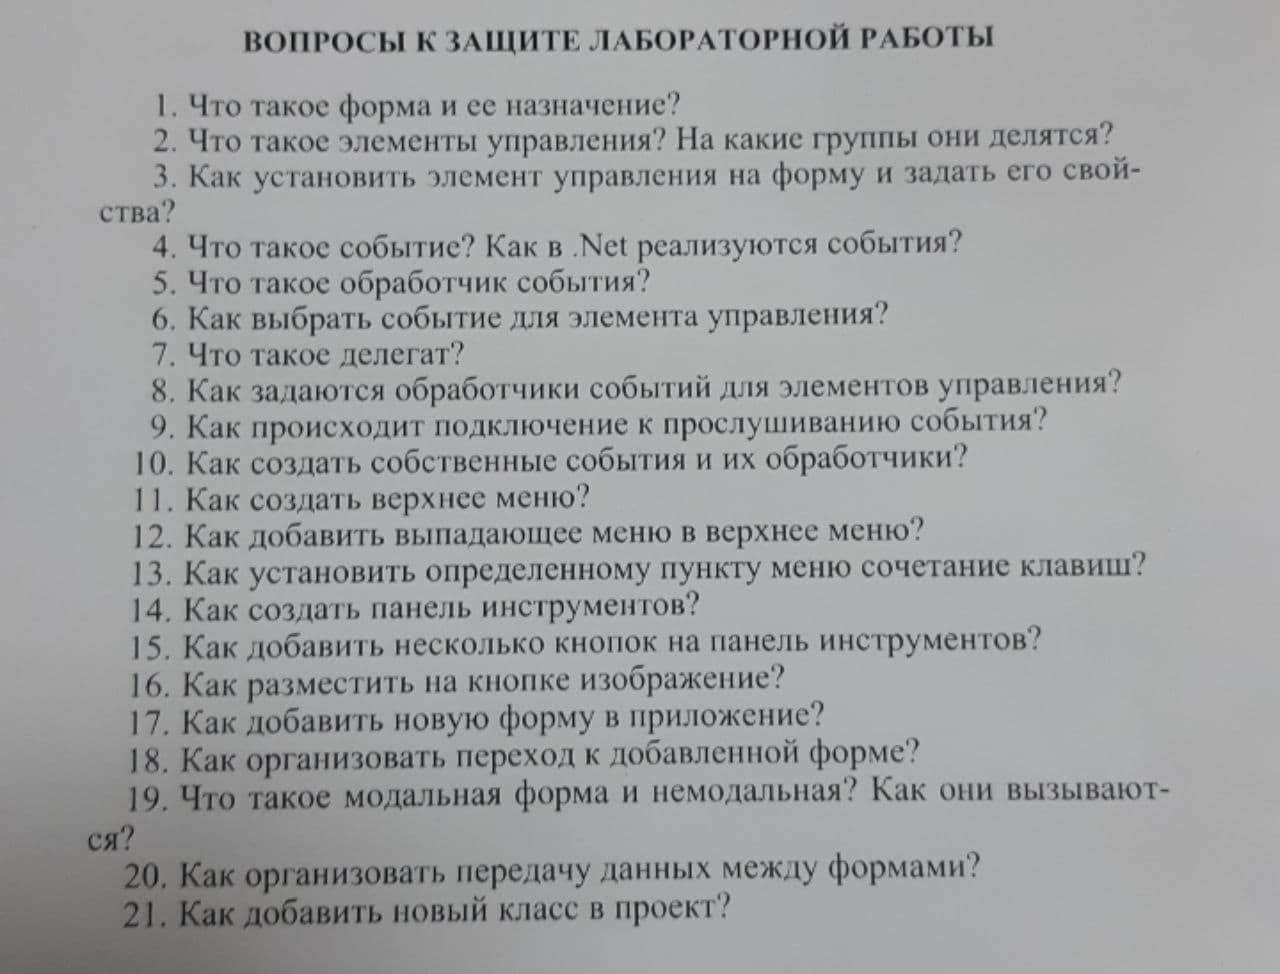 ВОПРОСЫ К ЗАЩИТЕ ЛАБОРАТОРНОЙ РАБОТЫ
1. Что такое форма и ее назначение?
2. Что такое элементы управления? На какие группы они делятся?
3. Как установить элемент управления на форму и задать его свой-
ства?
4. Что такое событие? Как в .Net реализуются события?
5. Что такое обработчик события?
6. Как выбрать событие для элемента управления?
7. Что такое делегат?
8. Как задаются обработчики событий для элементов управления?
9. Как происходит подключение к прослушиванию события?
10. Как создать собственные события и их обработчики?
11. Как создать верхнее меню?
12. Как добавить выпадающее меню в верхнее меню?
13. Как установить определенному пункту меню сочетание клавиш?
14. Как создать панель инструментов?
15. Как добавить несколько кнопок на панель инструментов?
16. Как разместить на кнопке изображение?
17. Как добавить новую форму в приложение?
18. Как организовать переход к добавленной форме?
19. Что такое модальная форма и немодальная? Как они вызывают-
ся?
20. Как организовать передачу данных между формами?
21. Как добавить новый класс в проект?